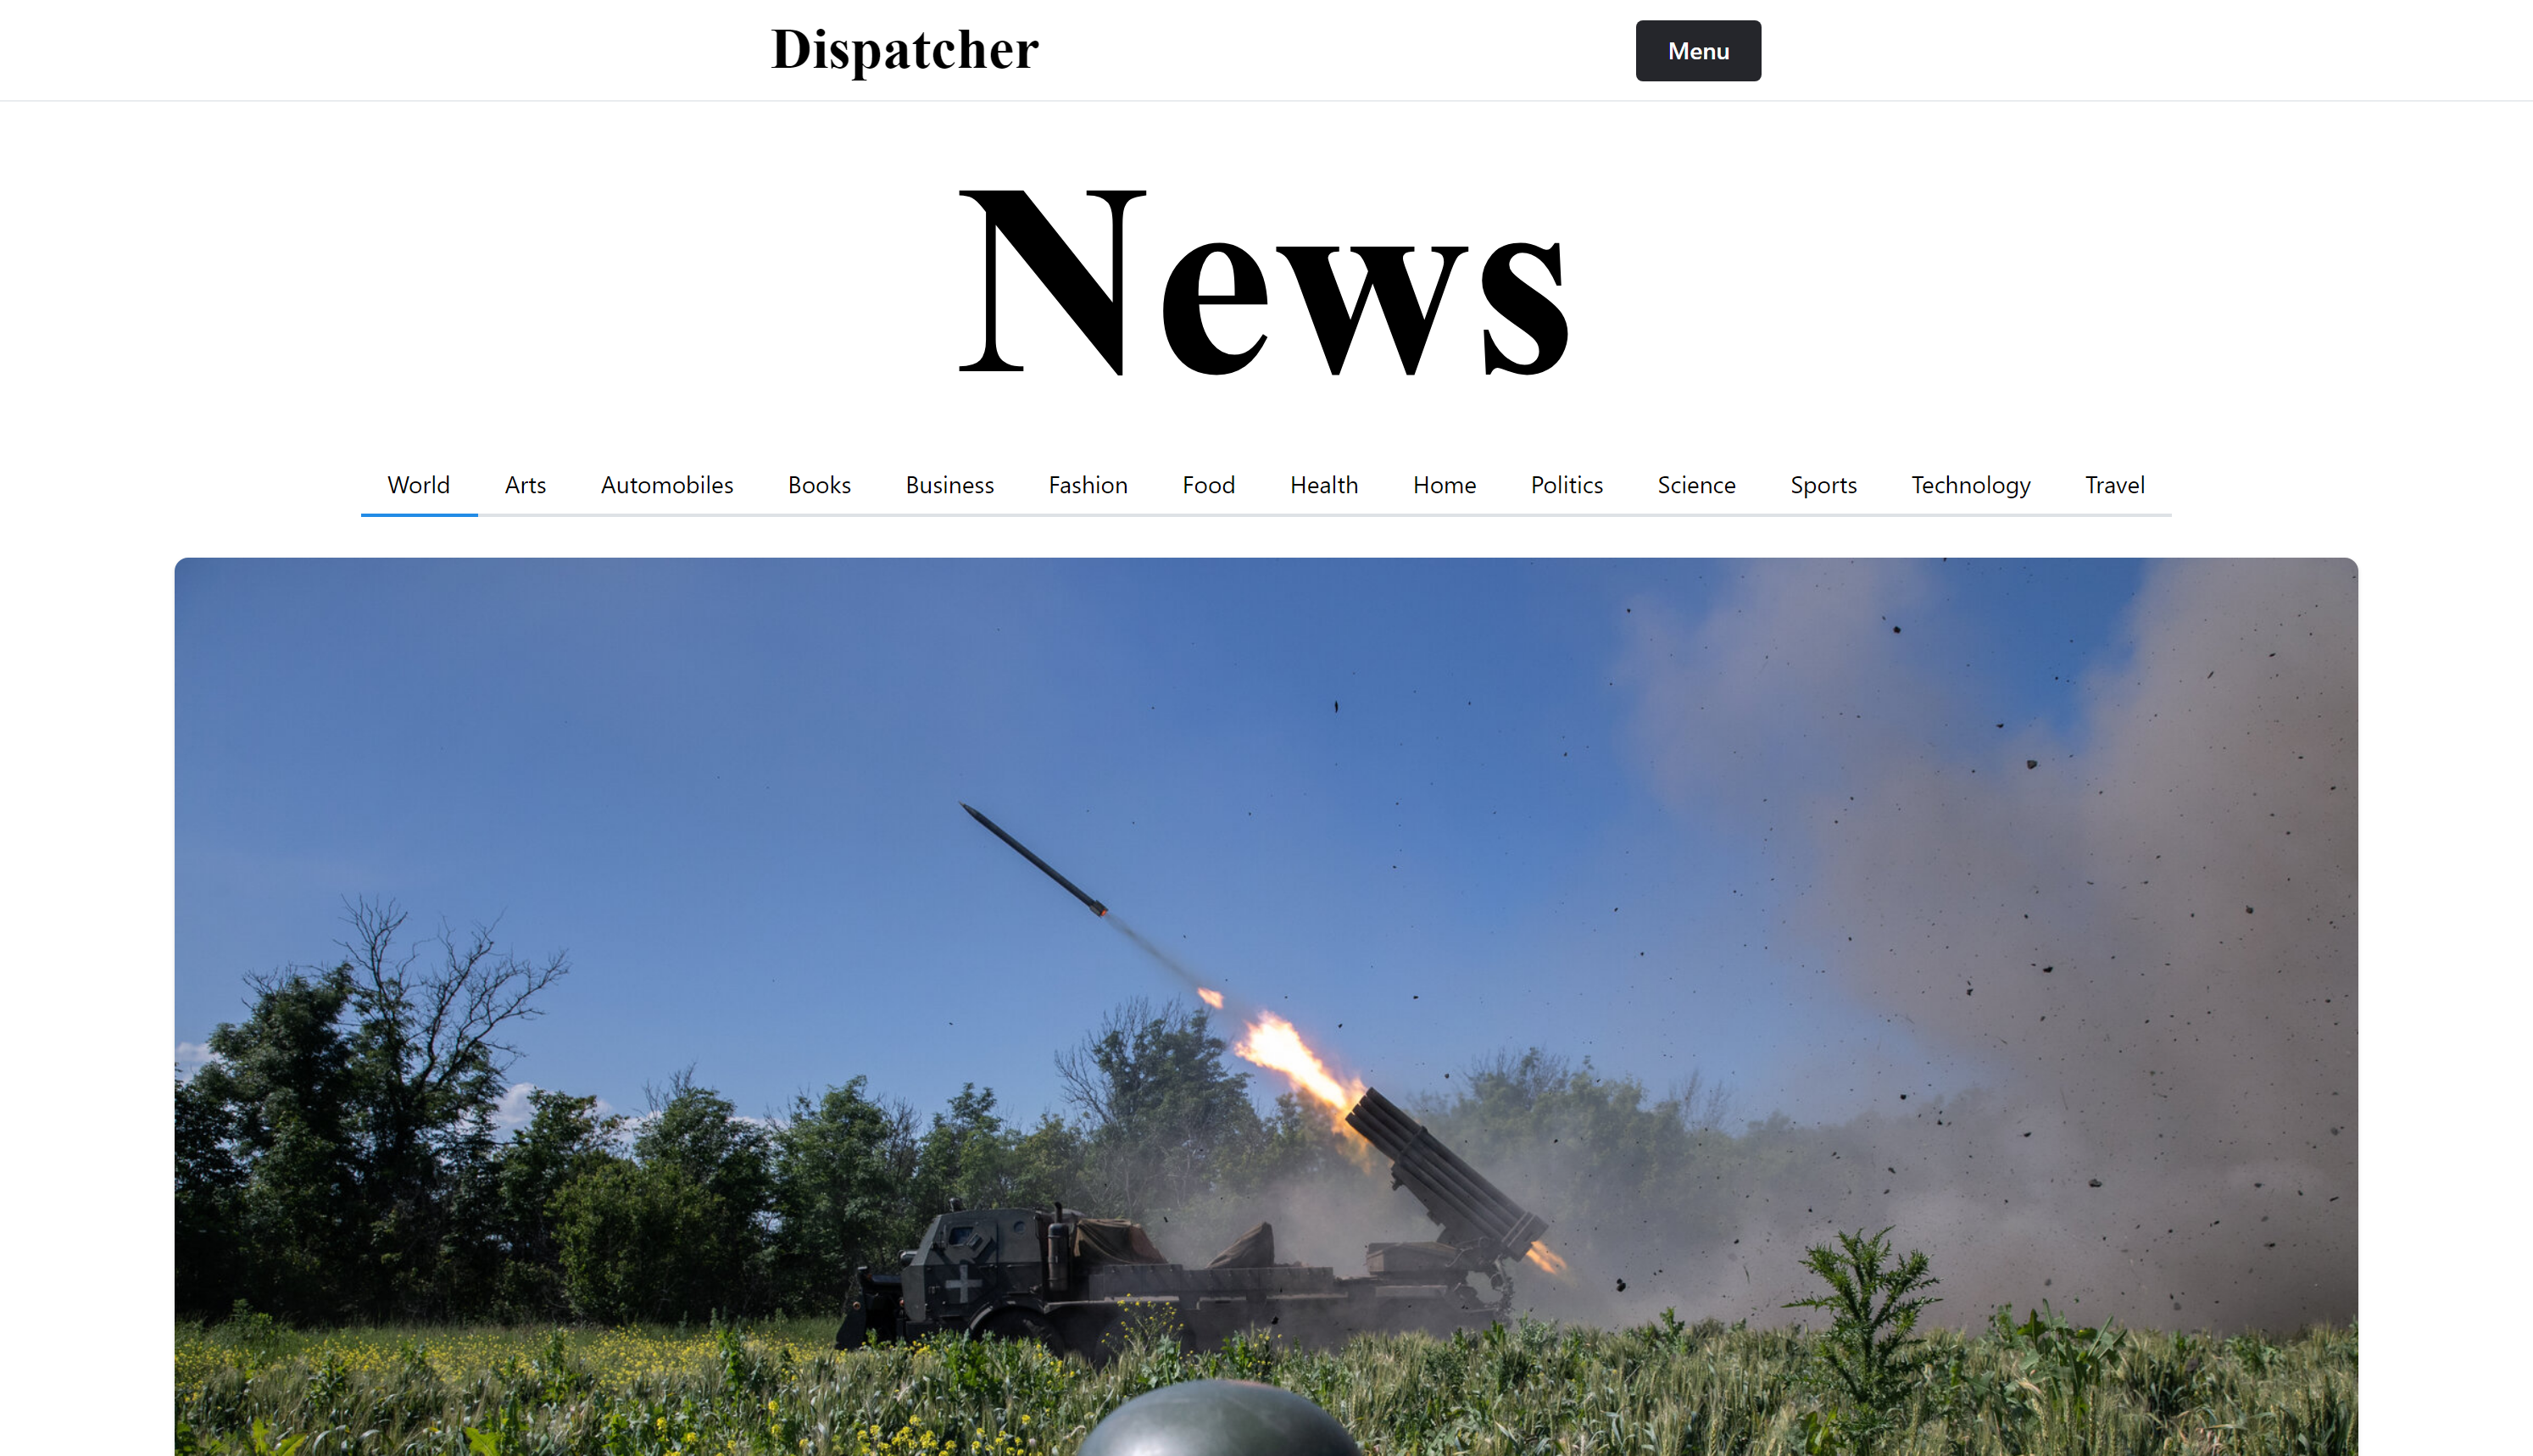 Dispatcher
Menu
News
World Arts Automobiles Books Business Fashion Food Health Home Politics Science Sports Technology Travel